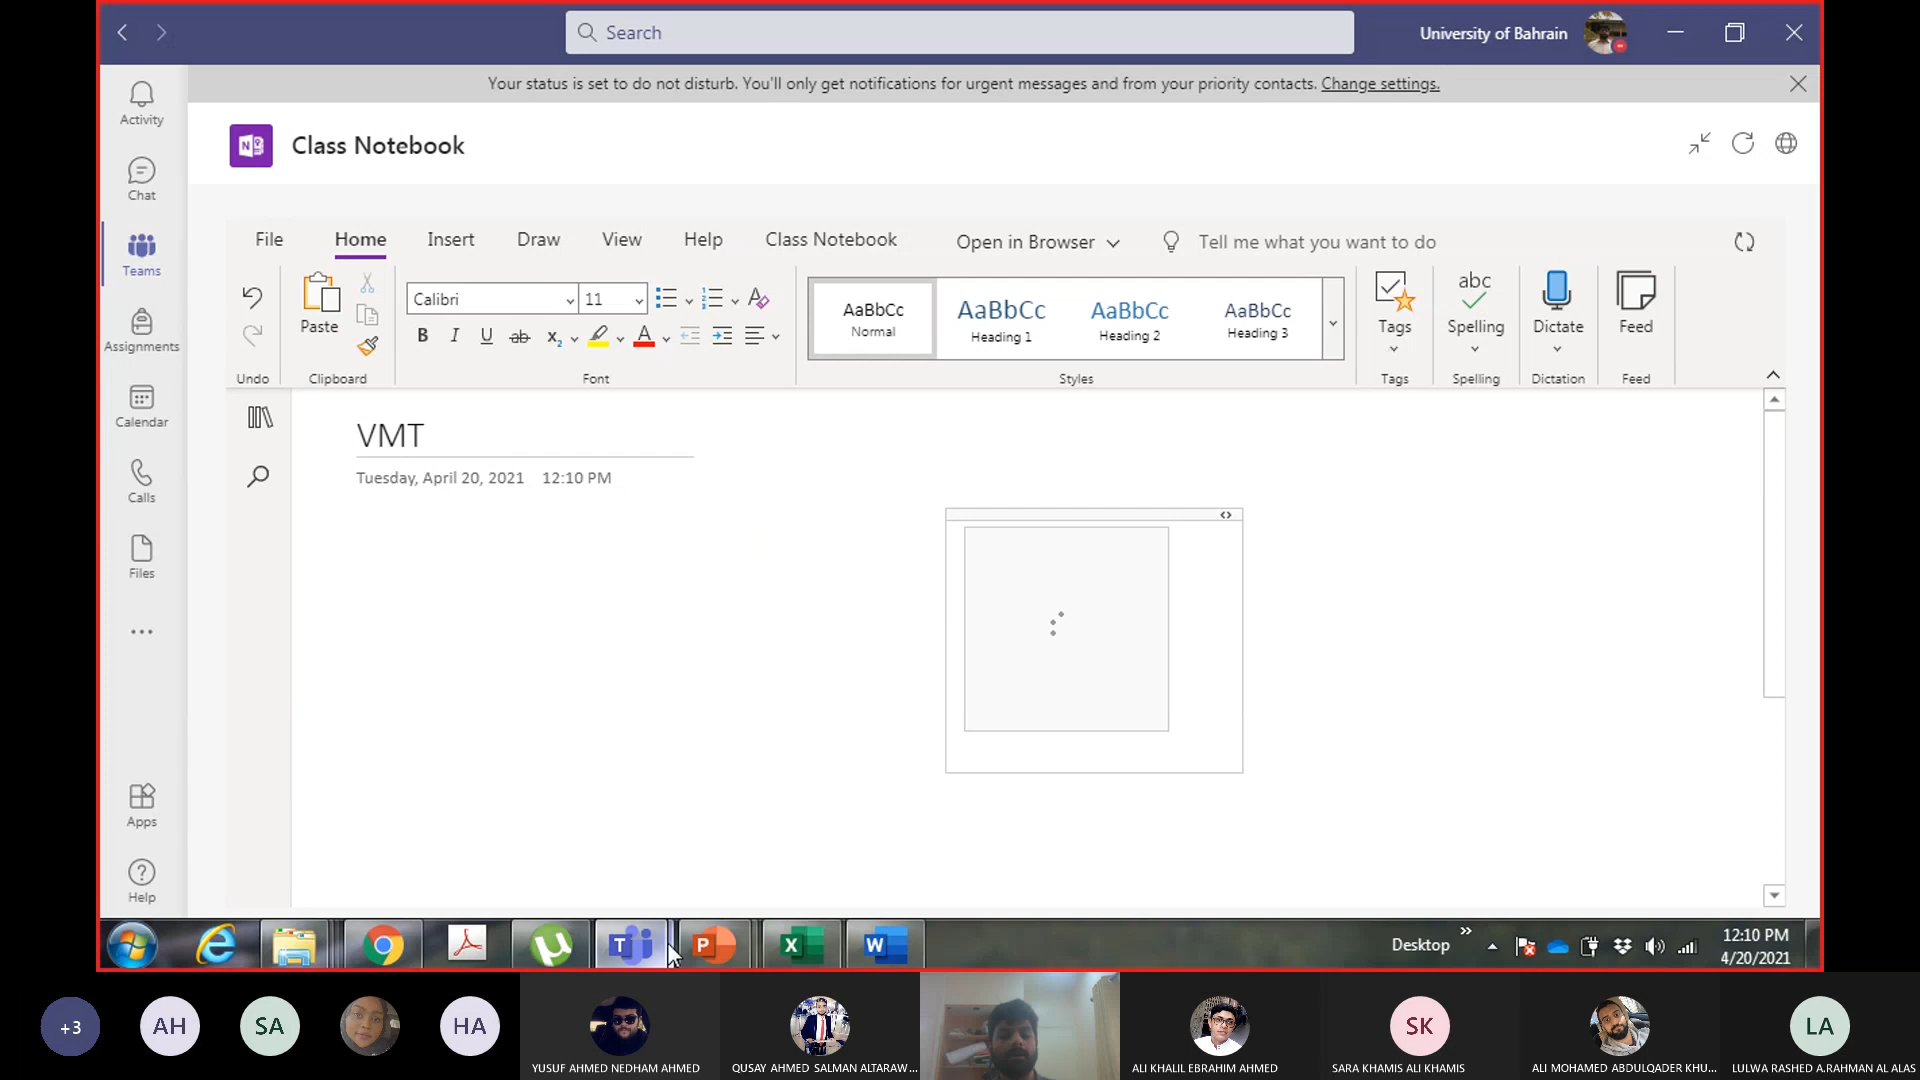 Search
University of Bahrain
Your status is set to do not disturb. You'll only get notifications for urgent messages and from your priority contacts. Change settings.
Activity
Chat
Teams
Assignments
Calendar
Calls
Files
Apps
Help
N
Class Notebook
File Home Insert Draw View Help Class Notebook Open in Browser Tell me what you want to do
Paste
Calibri 11
B I U ab x2 A
AaBbCc AaBbCc AaBbCc AaBbCc
Normal Heading 1 Heading 2 Heading 3
Tags
abc
Spelling
Dictate
Feed
Undo Clipboard Font Styles Tags Spelling Dictation Feed
VMT
Tuesday, April 20, 2021 12:10 PM
T P X W
Desktop
12:10 PM
4/20/2021
+3 AH SA HA SK LA
YUSUF AHMED NEDHAM AHMED
QUSAY AHMED SALMAN ALTARAW...
ALI KHALIL EBRAHIM AHMED
SARA KHAMIS ALI KHAMIS
ALI MOHAMED ABDULQADER KHU...
LULWA RASHED A.RAHMAN AL ALAS